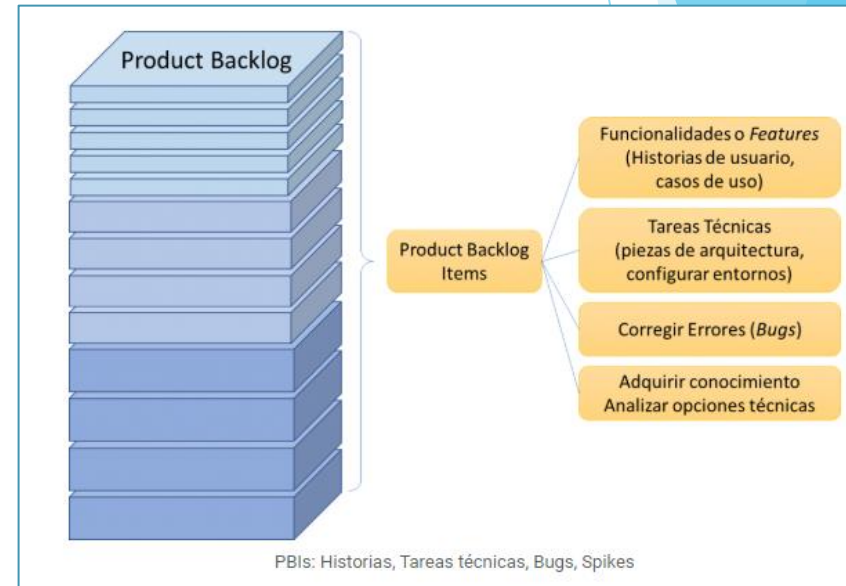 Product Backlog
Product Backlog
Items
Funcionalidades o Features
(Historias de usuario,
casos de uso)
Tareas Técnicas
(piezas de arquitectura,
configurar entornos)
Corregir Errores (Bugs)
Adquirir conocimiento
Analizar opciones técnicas
PBIs: Historias, Tareas técnicas, Bugs, Spikes